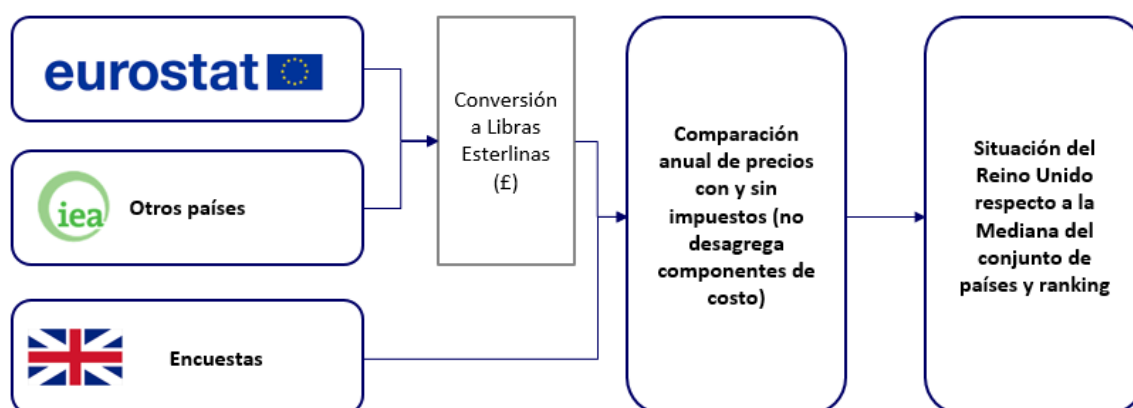 eurostat
iea
Otros países
Encuestas
Conversión
a Libras
Esterlinas
(£)
Comparación
anual de precios
con y sin
impuestos (no
desagrega
componentes de
costo)
Situación del
Reino Unido
respecto a la
Mediana del
conjunto de
países y ranking